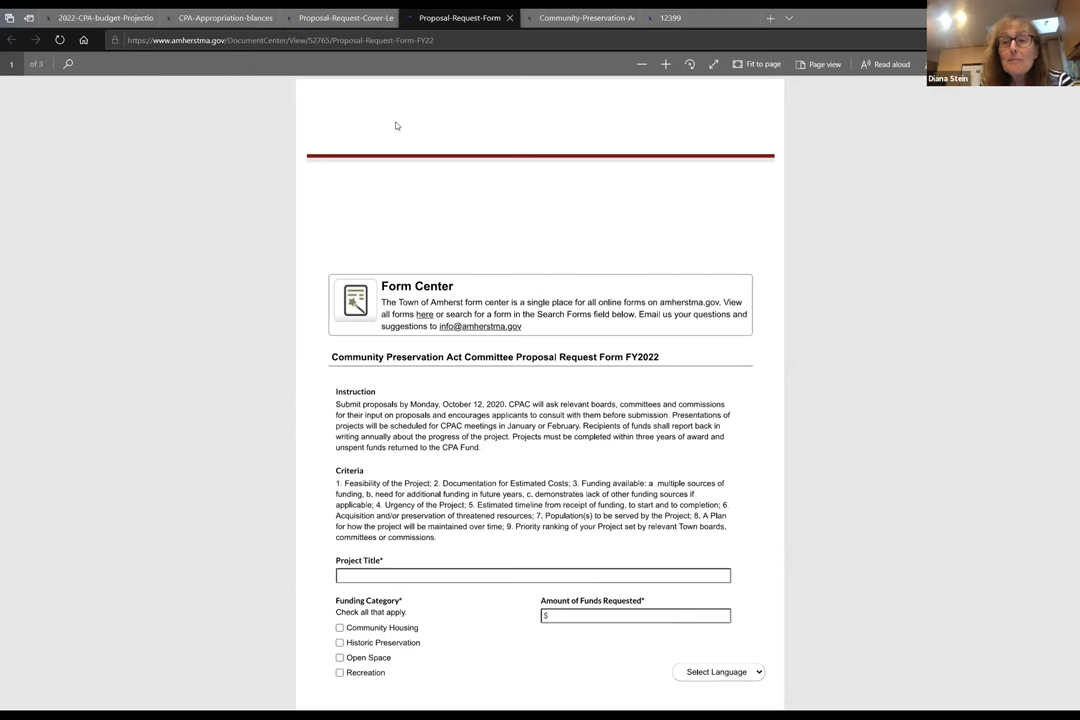 2022-CPA-budget-Projectio
CPA-Appropriation-blances
Proposal-Request-Cover-Le
Proposal-Request-Form
Community-Preservation-A
12399
https://www.amherstma.gov/DocumentCenter/View/52765/Proposal-Request-Form-FY22
1 of 3
Fit to page
Page view
Read aloud
Diana Stein
Form Center
The Town of Amherst form center is a single place for all online forms on amherstma.gov. View
all forms here or search for a form in the Search Forms field below. Email us your questions and
suggestions to info@amherstma.gov
Community Preservation Act Committee Proposal Request Form FY2022
Instruction
Submit proposals by Monday, October 12, 2020. CPAC will ask relevant boards, committees and commissions
for their input on proposals and encourages applicants to consult with them before submission. Presentations of
projects will be scheduled for CPAC meetings in January or February. Recipients of funds shall report back in
writing annually about the progress of the project. Projects must be completed within three years of award and
unspent funds returned to the CPA Fund.
Criteria
1. Feasibility of the Project; 2. Documentation for Estimated Costs; 3. Funding available: a. multiple sources of
funding, b. need for additional funding in future years, c. demonstrates lack of other funding sources if
applicable; 4. Urgency of the Project; 5. Estimated timeline from receipt of funding, to start and to completion; 6.
Acquisition and/or preservation of threatened resources; 7. Population(s) to be served by the Project; 8. A Plan
for how the project will be maintained over time; 9. Priority ranking of your Project set by relevant Town boards,
committees or commissions.
Project Title*
Funding Category*
Check all that apply.
Community Housing
Historic Preservation
Open Space
Recreation
Amount of Funds Requested*
$
Select Language